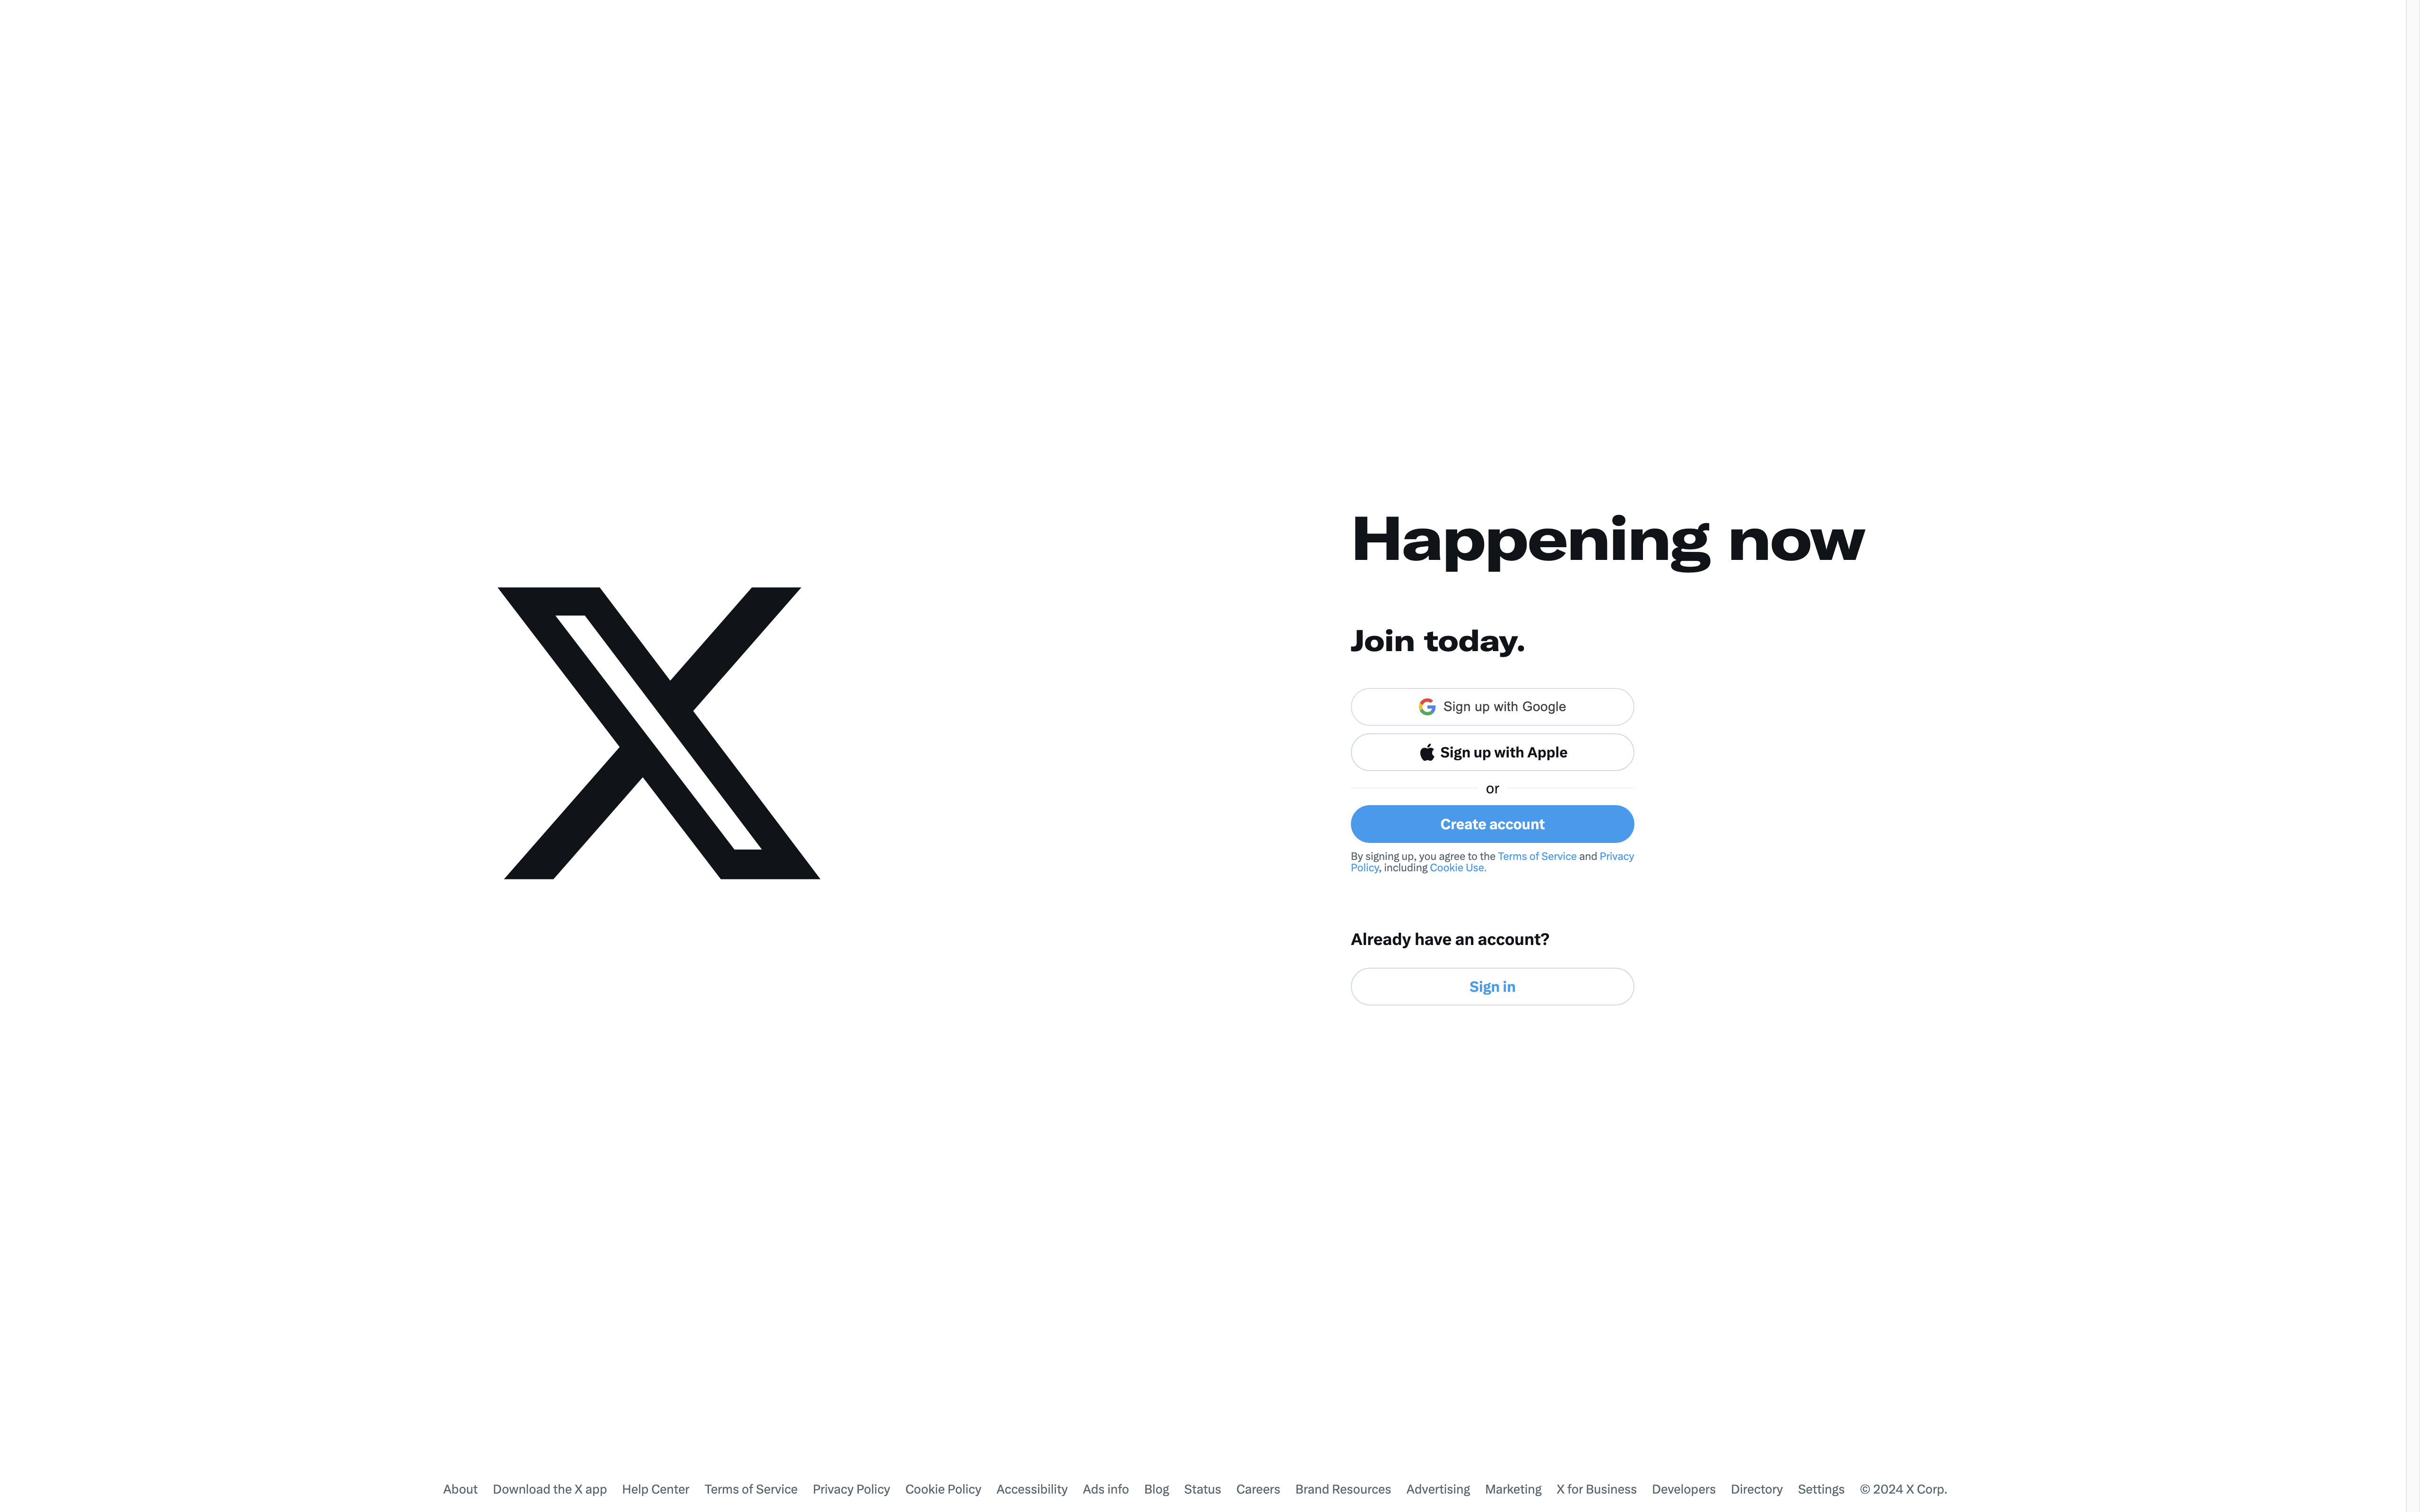 Happening now
Join today.
Sign up with Google
Sign up with Apple
or
Create account
By signing up, you agree to the Terms of Service and Privacy
Policy, including Cookie Use.
Already have an account?
Sign in
About Download the X app Help Center Terms of Service Privacy Policy Cookie Policy Accessibility Ads info Blog Status Careers Brand Resources Advertising Marketing X for Business Developers Directory Settings © 2024 X Corp.